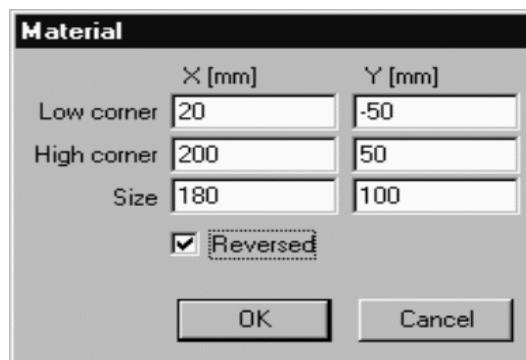 Material
X [mm] Y [mm]
Low corner 20 -50
High corner 200 50
Size 180 100
Reversed
OK Cancel